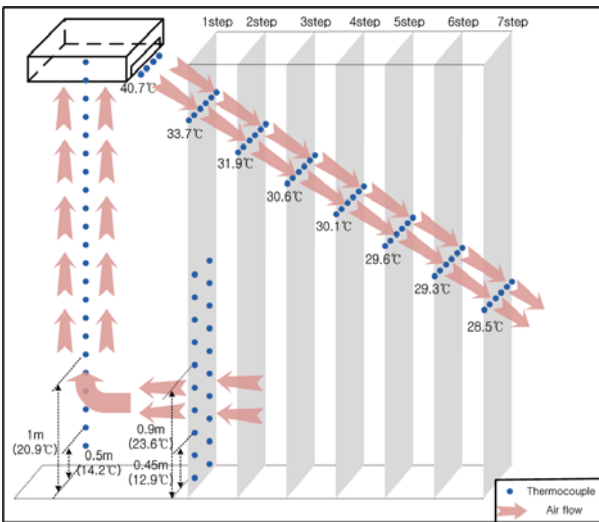 1step 2step 3step 4step 5step 6step 7step
40.7℃
33.7℃
31.9℃
30.6℃
30.1℃
29.6℃
29.3℃
28.5℃
1m
(20.9℃)
0.5m
(14.2℃)
0.9m
(23.6℃)
0.45m
(12.9℃)
Thermocouple
Air flow